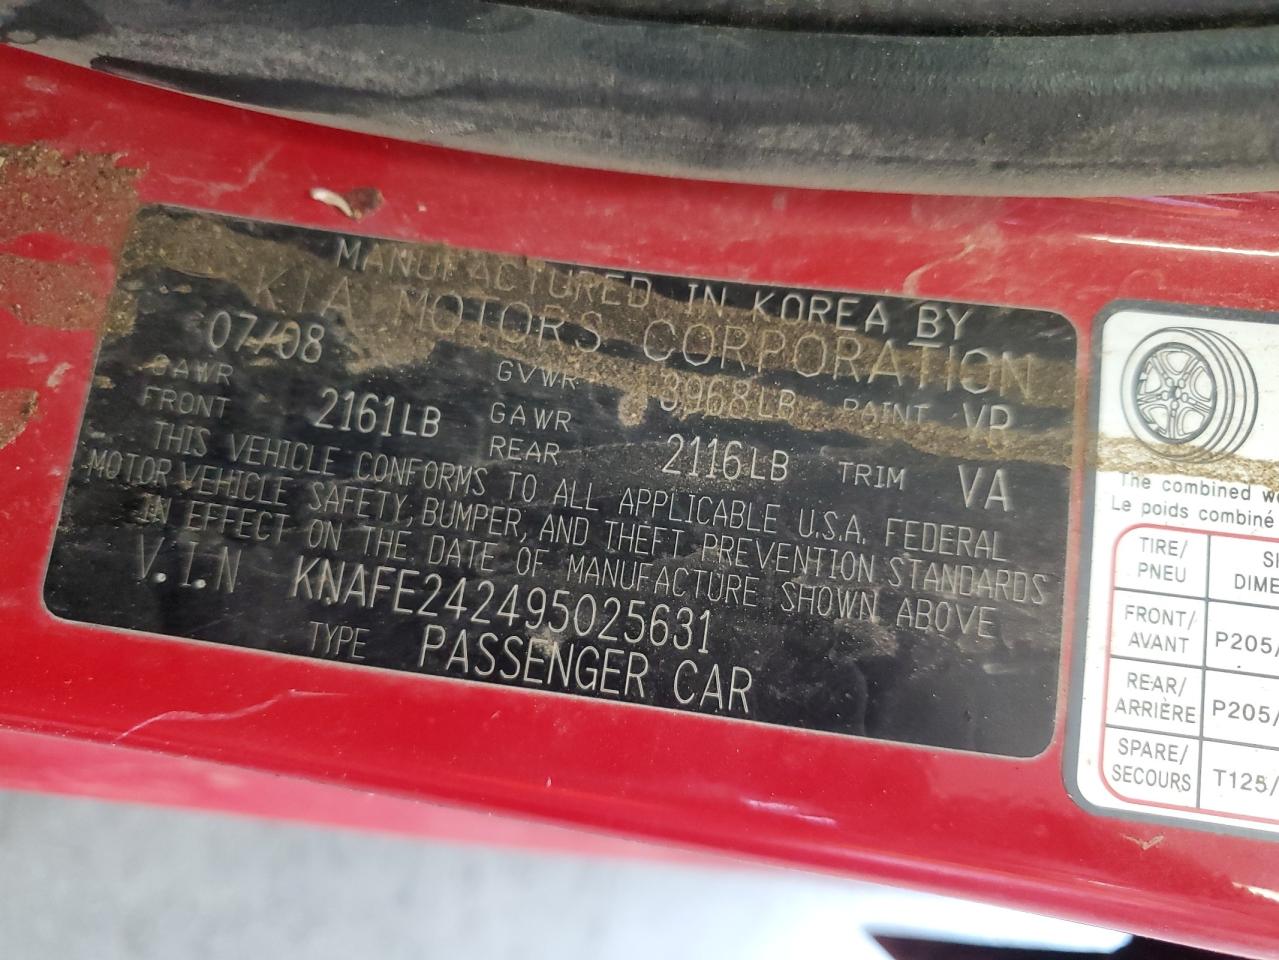 MANUFACTURED IN KOREA BY
KIA MOTORS CORPORATION
07/08
GAWR FRONT 2161LB
GVWR 3968LB
GAWR REAR 2116LB
PAINT VR
TRIM VA
THIS VEHICLE CONFORMS TO ALL APPLICABLE U.S.A. FEDERAL
MOTOR VEHICLE SAFETY, BUMPER, AND THEFT PREVENTION STANDARDS
IN EFFECT ON THE DATE OF MANUFACTURE SHOWN ABOVE
V.I.N KNAFE242495025631
TYPE PASSENGER CAR
The combined
Le poids combiné
TIRE/
PNEU
DIME
FRONT/
AVANT
P205/
REAR/
ARRIÈRE
P205/
SPARE/
SECOURS
T125/